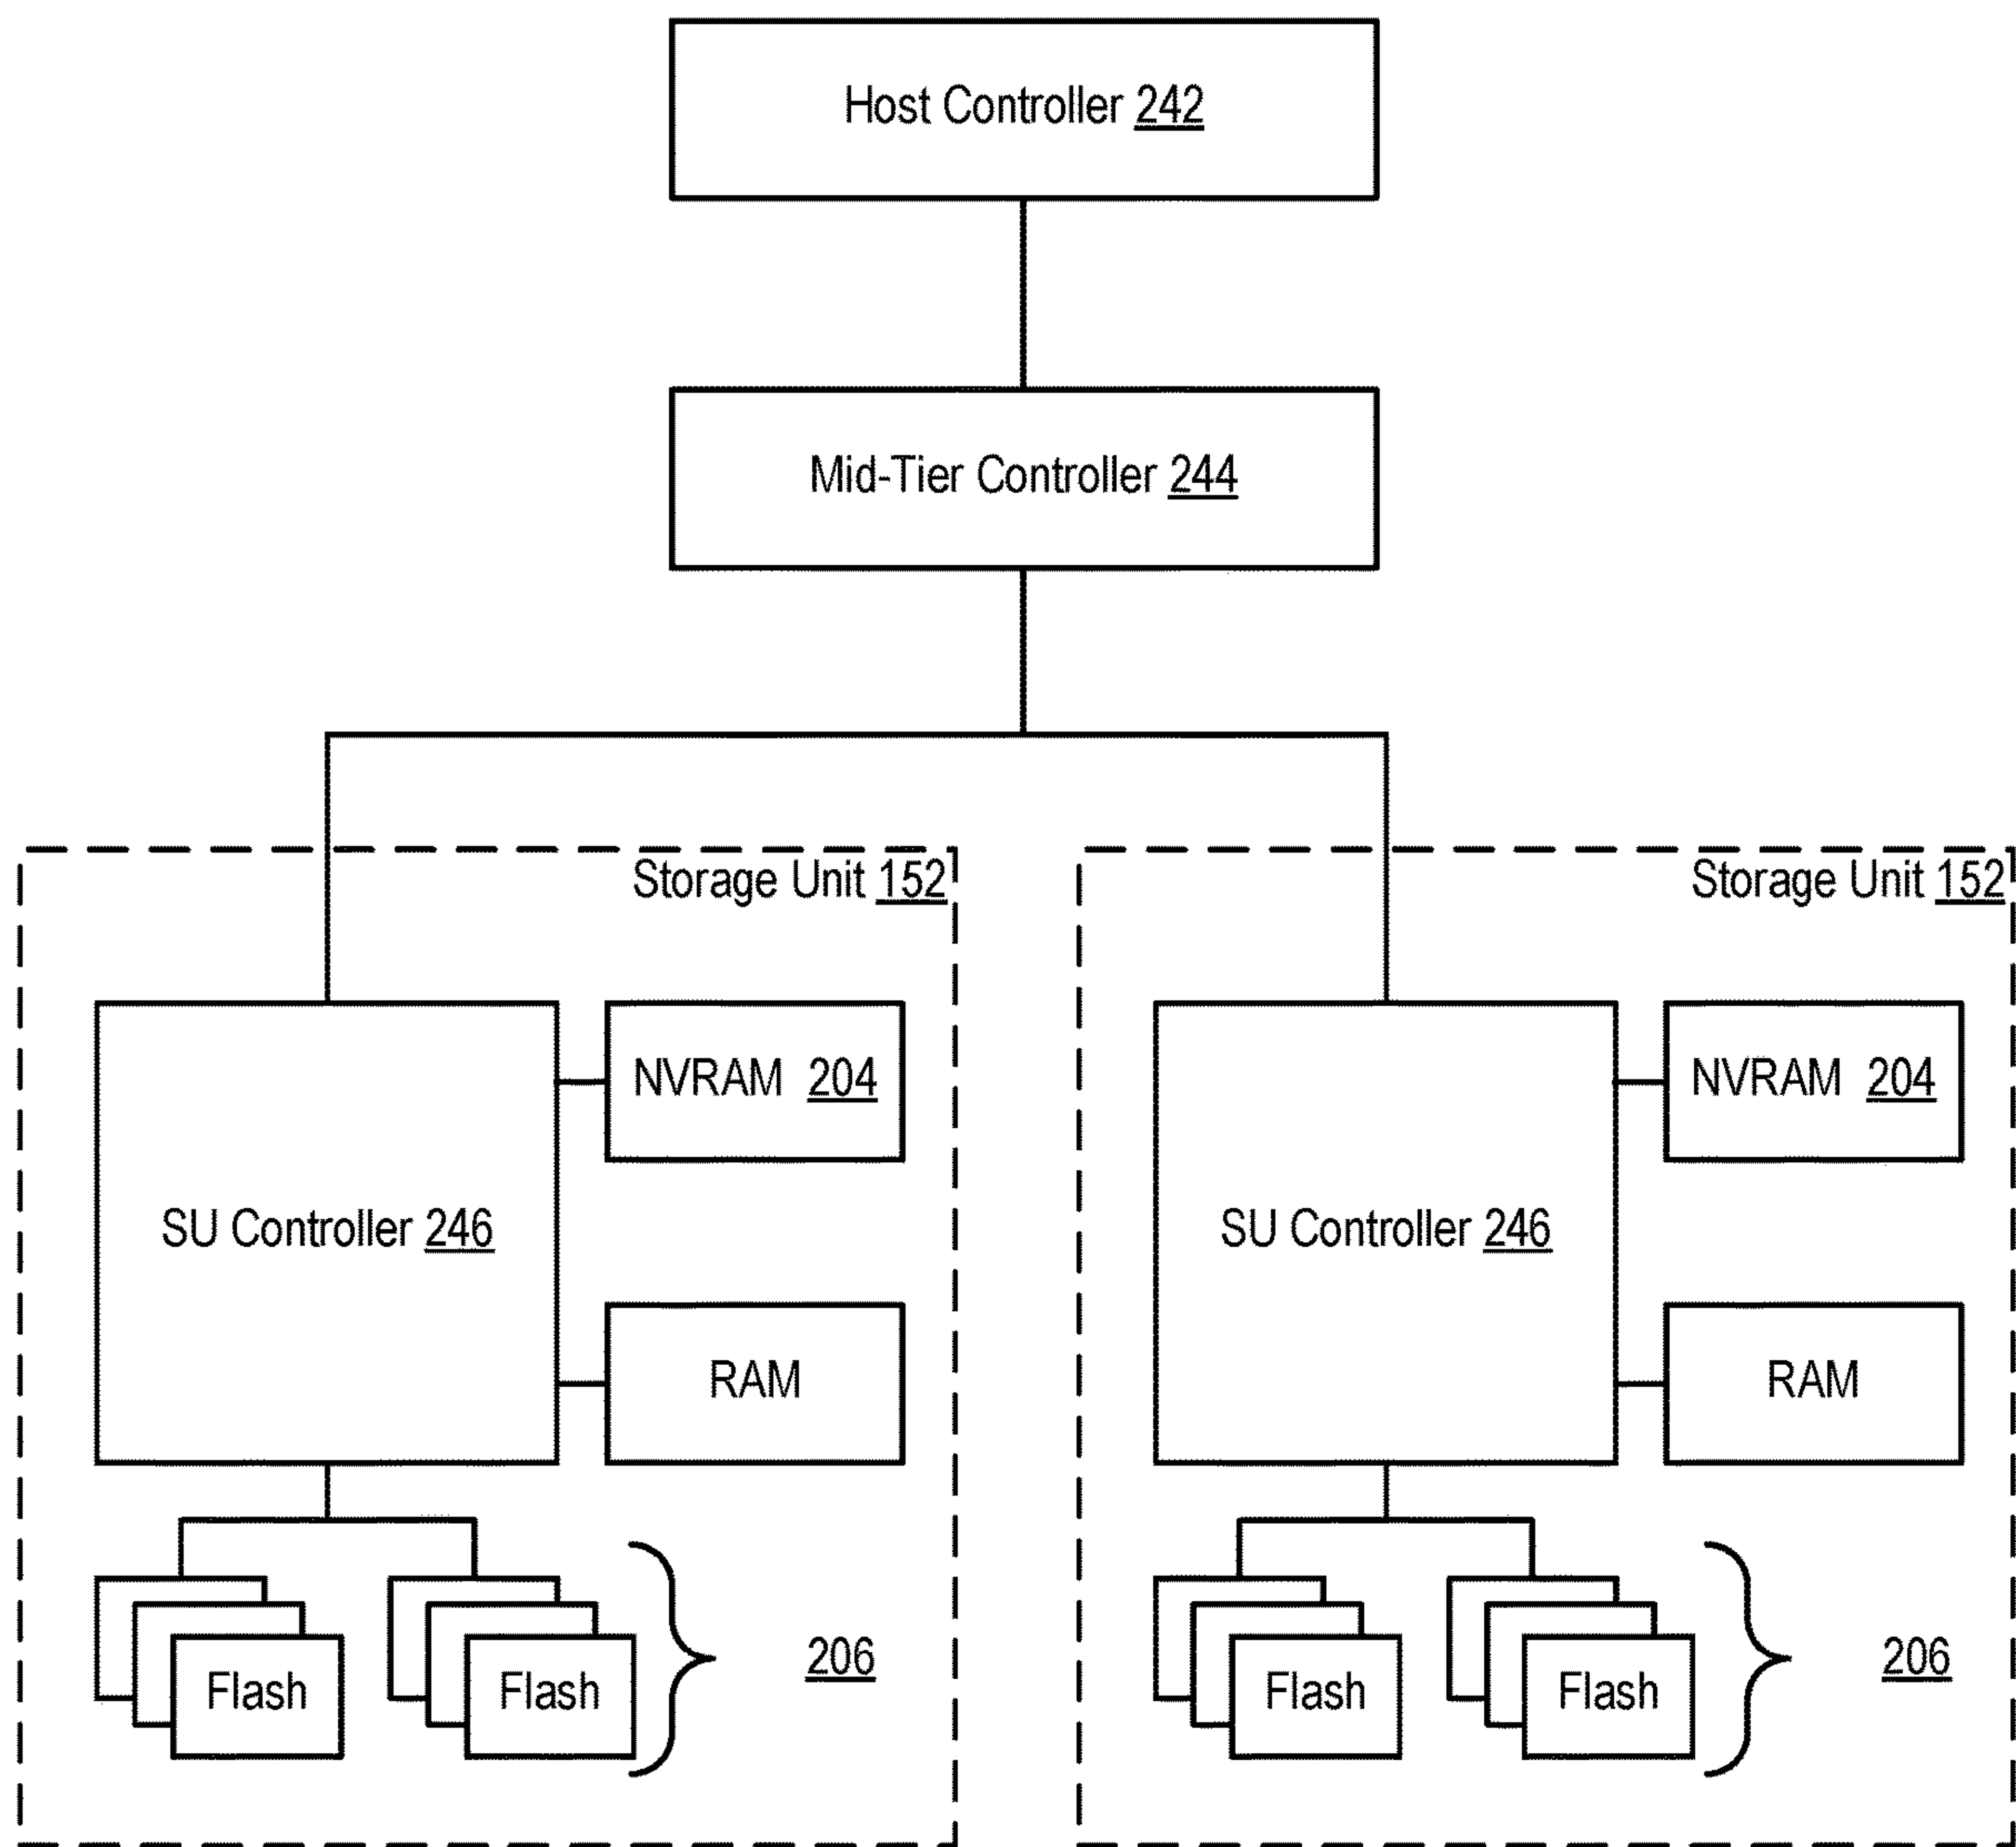 Host Controller 242
Mid-Tier Controller 244
Storage Unit 152
Storage Unit 152
NVRAM 204
NVRAM 204
SU Controller 246
SU Controller 246
RAM
RAM
206
206
Flash
Flash
Flash
Flash